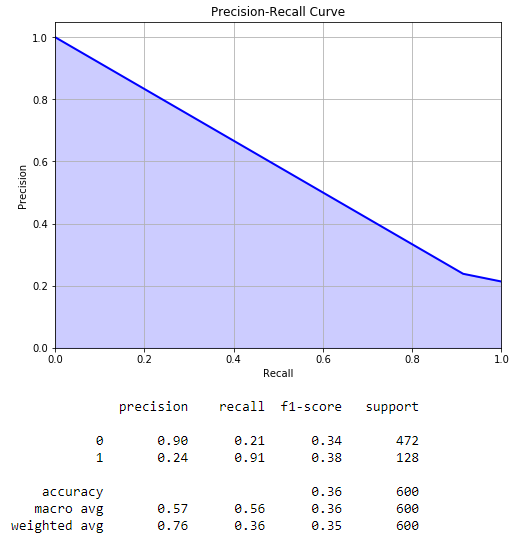 Precision-Recall Curve
1.0
0.8
0.6
0.4
0.2
0.0
Precision
0.0 0.2 0.4 0.6 0.8 1.0
Recall
precision recall f1-score support
0 0.90 0.21 0.34 472
1 0.24 0.91 0.38 128
accuracy 0.36 600
macro avg 0.57 0.56 0.36 600
weighted avg 0.76 0.36 0.35 600